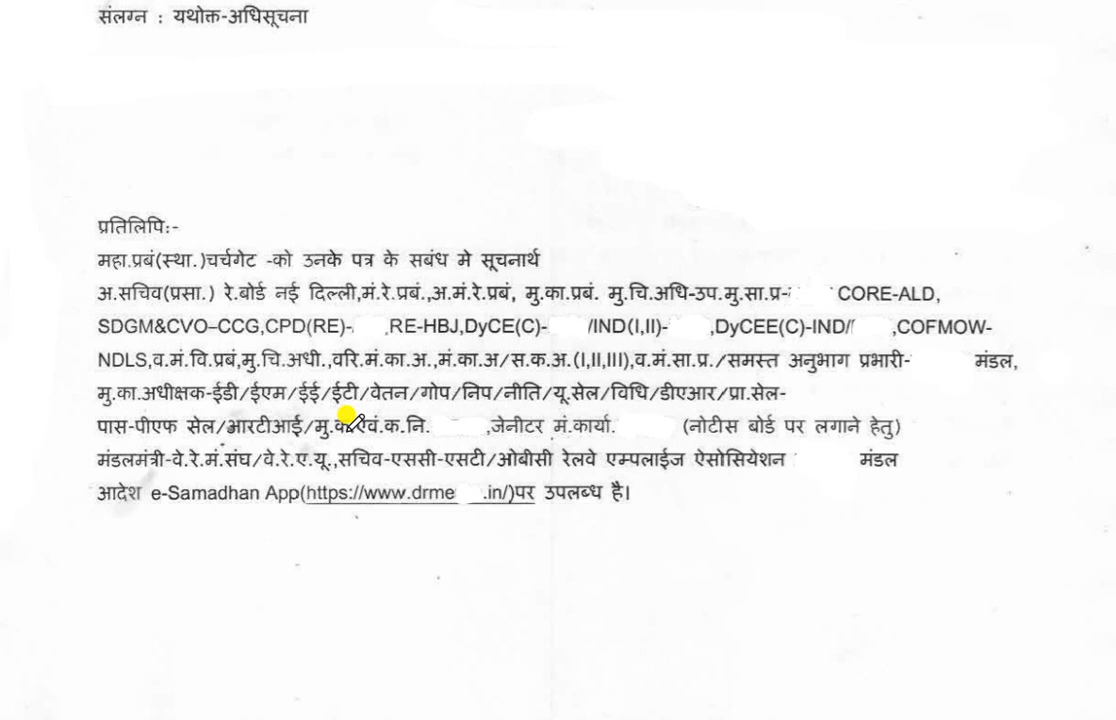 संलग्न : यथोक्त-अधिसूचना
प्रतिलिपि:-
महा.प्रबं(स्था.)चर्चगेट -को उनके पत्र के सबंध मे सूचनार्थ
अ.सचिव(प्रसा.) रे.बोर्ड नई दिल्ली,मं.रे.प्रबं.,अ.मं.रे.प्रबं, मु.का.प्रबं. मु.चि.अधि-उप.मु.सा.प्र- CORE-ALD,
SDGM&CVO–CCG,CPD(RE)- ,RE-HBJ,DyCE(C)- /IND(I,II)- ,DyCEE(C)-IND/ ,COFMOW-
NDLS,व.मं.वि.प्रबं,मु.चि.अधी.,वरि.मं.का.अ.,मं.का.अ/स.क.अ.(I,II,III),व.मं.सा.प्र./समस्त अनुभाग प्रभारी- मंडल,
मु.का.अधीक्षक-ईडी/ईएम/ईई/ईटी/वेतन/गोप/निप/नीति/यू.सेल/विधि/डीएआर/प्रा.सेल-
पास-पीएफ सेल/आरटीआई/ ,जेनीटर मं.कार्या. (नोटीस बोर्ड पर लगाने हेतु)
मंडलमंत्री-वे.रे.मं.संघ/वे.रे.ए.यू.,सचिव-एससी-एसटी/ओबीसी रेलवे एम्पलाईज ऐसोसियेशन मंडल
आदेश e-Samadhan App(https://www.drme .in/)पर उपलब्ध है।